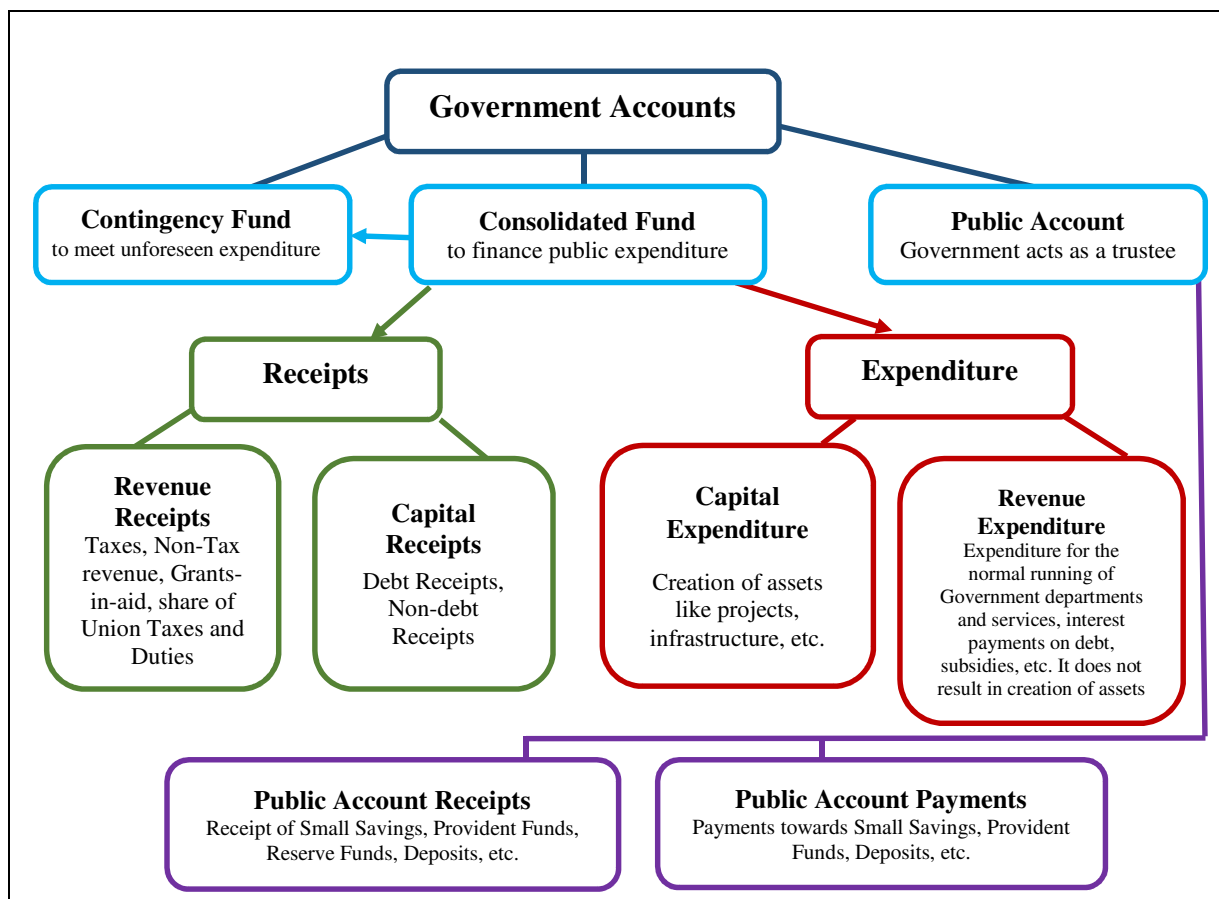 Government Accounts
Contingency Fund
to meet unforeseen expenditure
Consolidated Fund
to finance public expenditure
Public Account
Government acts as a trustee
Receipts
Expenditure
Revenue
Receipts
Taxes, Non-Tax
revenue, Grants-
in-aid, share of
Union Taxes and
Duties
Capital
Receipts
Debt Receipts,
Non-debt
Receipts
Capital
Expenditure
Creation of assets
like projects,
infrastructure, etc.
Revenue
Expenditure
Expenditure for the
normal running of
Government departments
and services, interest
payments on debt,
subsidies, etc. It does not
result in creation of assets
Public Account Receipts
Receipt of Small Savings, Provident Funds,
Reserve Funds, Deposits, etc.
Public Account Payments
Payments towards Small Savings, Provident
Funds, Deposits, etc.